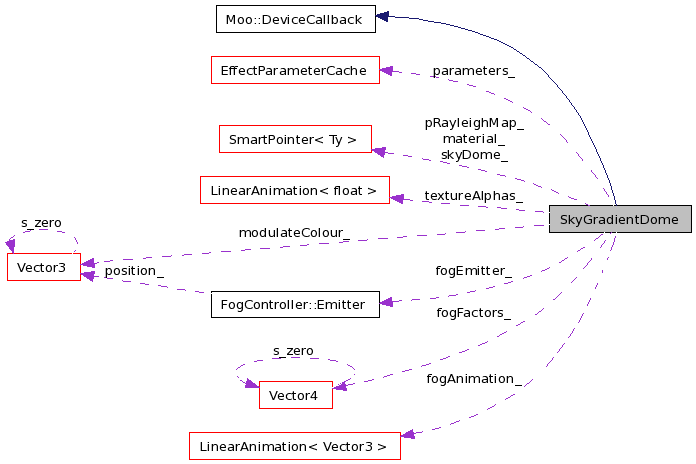 Moo::DeviceCallback
EffectParameterCache
parameters_
pRayleighMap_
material_
skyDome_
SmartPointer< Ty >
LinearAnimation< float >
textureAlphas_
SkyGradientDome
s_zero
modulateColour_
Vector3
position_
fogEmitter_
FogController::Emitter
fogFactors_
s_zero
fogAnimation_
Vector4
LinearAnimation< Vector3 >